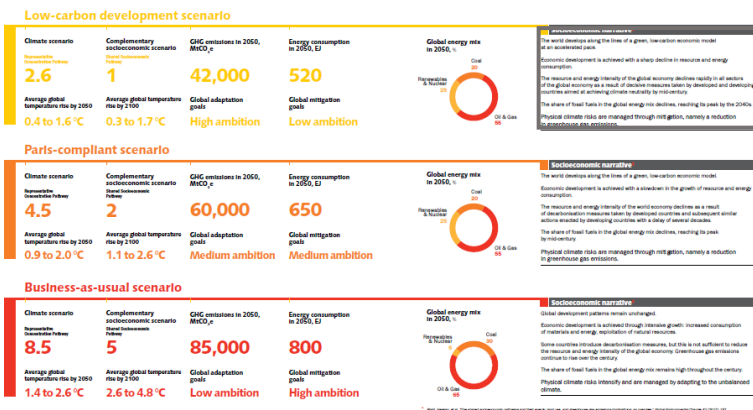 Low-carbon development scenario
Climate scenario
Representative
Concentration Pathway
2.6
Average global
temperature rise by 2050
0.4 to 1.6 °C
Complementary
socioeconomic scenario
Shared Socioeconomic
Pathway
1
Average global temperature
rise by 2100
0.3 to 1.7 °C
GHG emissions in 2050,
MtCO2e
42,000
Global adaptation
goals
High ambition
Energy consumption
in 2050, EJ
520
Global mitigation
goals
Low ambition
Global energy mix
in 2050, %
Coal
20
Renewables
& Nuclear
25
Oil & Gas
55
Socioeconomic narrative
The world develops along the lines of a green, low-carbon economic model
at an accelerated pace.
Economic development is achieved with a sharp decline in resource and energy
consumption.
The resource and energy intensity of the global economy declines rapidly in all sectors
of the global economy as a result of decisive measures taken by developed and developing
countries aimed at achieving climate neutrality by mid-century.
The share of fossil fuels in the global energy mix declines, reaching its peak by the 2040s.
Physical climate risks are managed through mitigation, namely a reduction
in greenhouse gas emissions.
Paris-compliant scenario
Climate scenario
Representative
Concentration Pathway
4.5
Average global
temperature rise by 2050
0.9 to 2.0 °C
Complementary
socioeconomic scenario
Shared Socioeconomic
Pathway
2
Average global temperature
rise by 2100
1.1 to 2.6 °C
GHG emissions in 2050,
MtCO2e
60,000
Global adaptation
goals
Medium ambition
Energy consumption
in 2050, EJ
650
Global mitigation
goals
Medium ambition
Global energy mix
in 2050, %
Coal
20
Renewables
& Nuclear
25
Oil & Gas
55
Socioeconomic narrative
The world develops along the lines of a green, low-carbon economic model.
Economic development is achieved with a slowdown in the growth of resource and energy
consumption.
The resource and energy intensity of the world economy declines as a result
of decarbonisation measures taken by developed countries and subsequent similar
actions enacted by developing countries with a delay of several decades.
The share of fossil fuels in the global energy mix declines, reaching its peak
by mid-century.
Physical climate risks are managed through mitigation, namely a reduction
in greenhouse gas emissions.
Business-as-usual scenario
Climate scenario
Representative
Concentration Pathway
8.5
Average global
temperature rise by 2050
1.4 to 2.6 °C
Complementary
socioeconomic scenario
Shared Socioeconomic
Pathway
5
Average global temperature
rise by 2100
2.6 to 4.8 °C
GHG emissions in 2050,
MtCO2e
85,000
Global adaptation
goals
Low ambition
Energy consumption
in 2050, EJ
800
Global mitigation
goals
High ambition
Global energy mix
in 2050, %
Coal
Renewables
& Nuclear
Oil & Gas
65
Socioeconomic narrative
Global development patterns remain unchanged.
Economic development is achieved through intensive growth: increased consumption
of materials and energy, exploitation of natural resources.
Some countries introduce decarbonisation measures, but this is not sufficient to reduce
the resource and energy intensity of the global economy. Greenhouse gas emissions
continue to rise over the century.
The share of fossil fuels in the global energy mix remains high throughout the century.
Physical climate risks intensify and are managed by adapting to the unbalanced
climate.